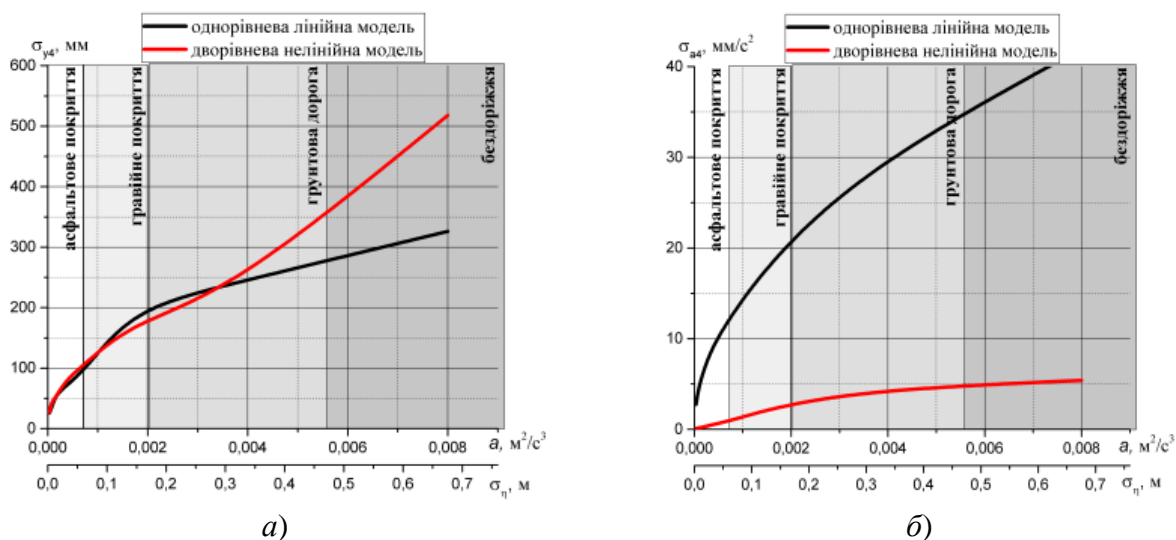 однорівнева лінійна модель
дворівнева нелінійна модель
σy4, мм
600
500
400
300
200
100
0
асфальтове покриття
гравійне покриття
грунтова дорога
бездоріжжя
0,000 0,002 0,004 0,006 0,008
a, м²/с³
0,0 0,1 0,2 0,3 0,4 0,5 0,6 0,7
ση, м
а)
однорівнева лінійна модель
дворівнева нелінійна модель
σa4, мм/с²
40
30
20
10
0
асфальтове покриття
гравійне покриття
грунтова дорога
бездоріжжя
0,000 0,002 0,004 0,006 0,008
a, м²/с³
0,0 0,1 0,2 0,3 0,4 0,5 0,6 0,7
ση, м
б)